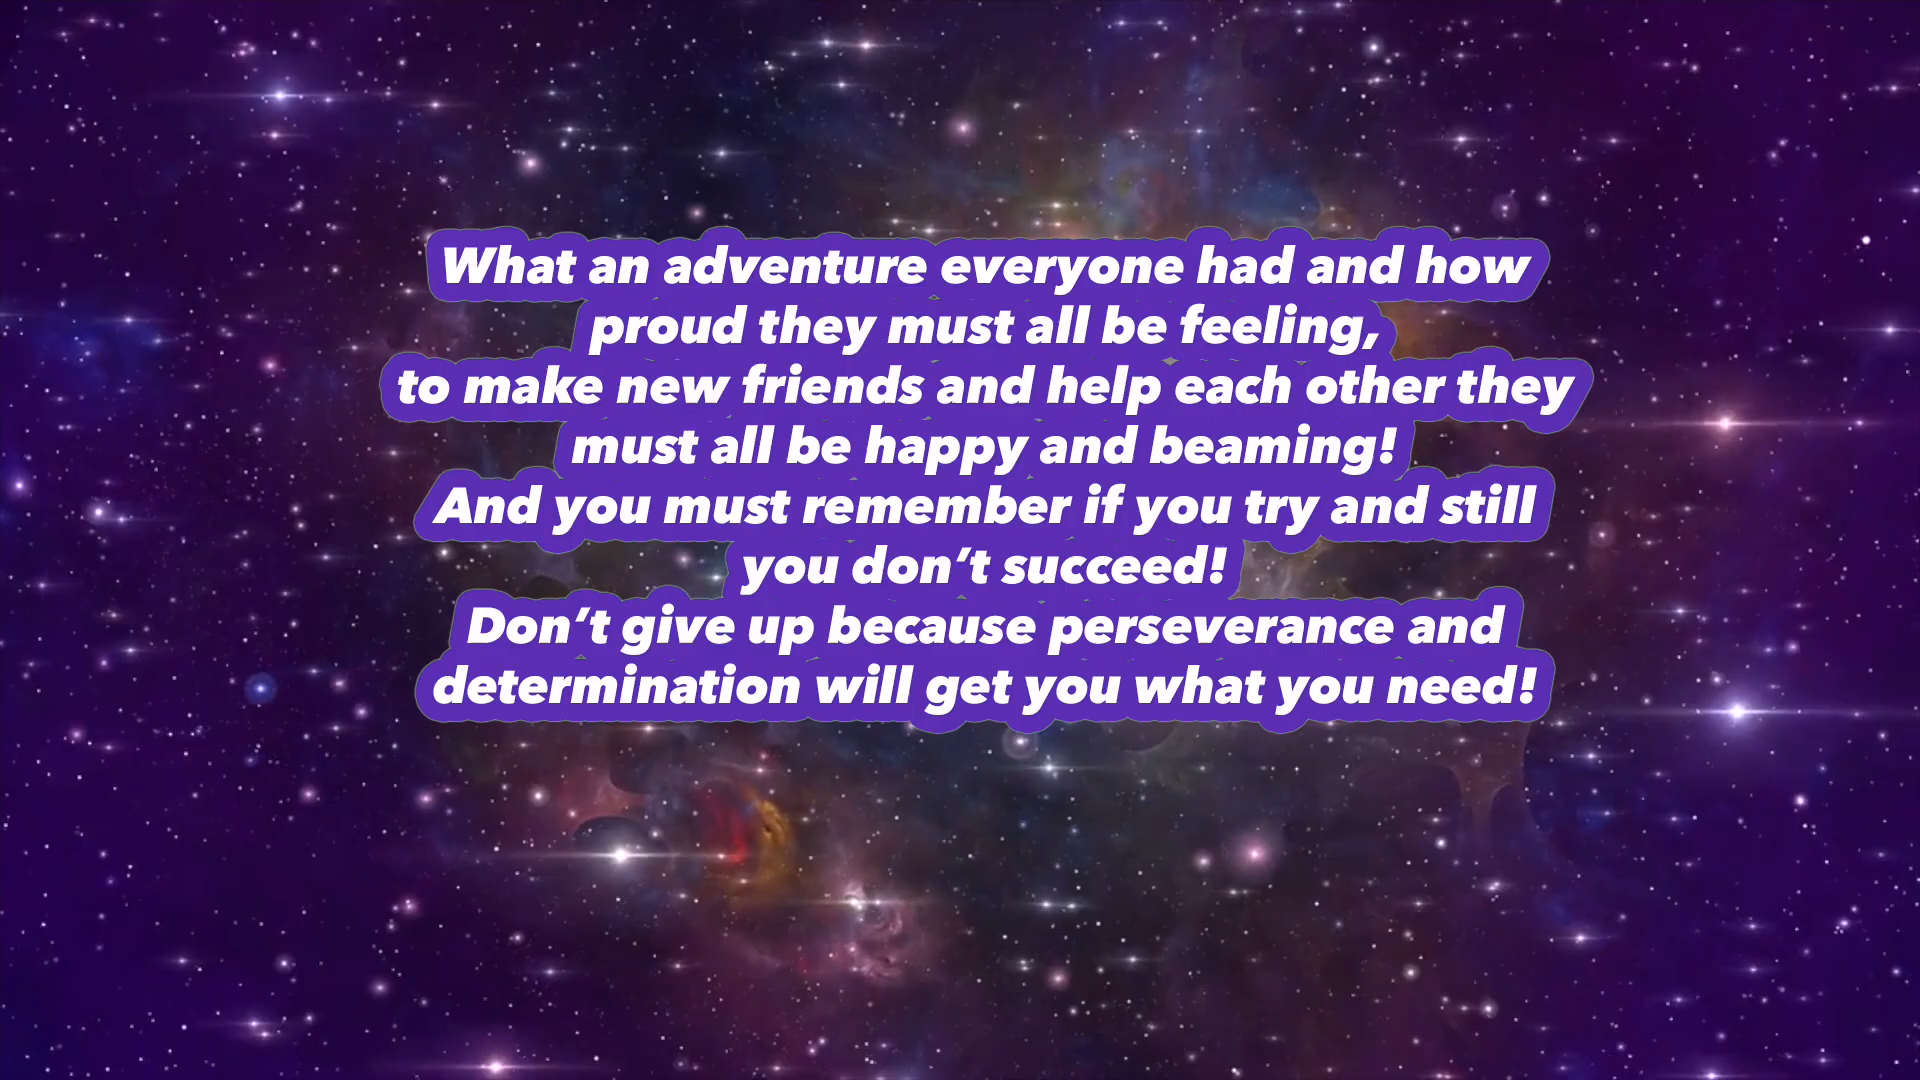 What an adventure everyone had and how
proud they must all be feeling,
to make new friends and help each other they
must all be happy and beaming!
And you must remember if you try and still
you don’t succeed!
Don’t give up because perseverance and
determination will get you what you need!